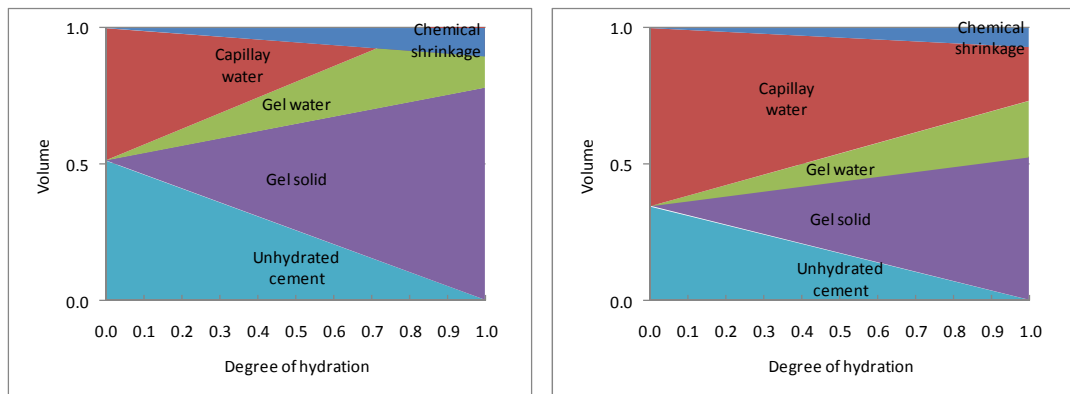 1.0
0.5
0.0
Volume
Chemical
shrinkage
Capillay
water
Gel water
Gel solid
Unhydrated
cement
0.0 0.1 0.2 0.3 0.4 0.5 0.6 0.7 0.8 0.9 1.0
Degree of hydration
1.0
0.5
0.0
Volume
Chemical
shrinkage
Capillay
water
Gel water
Gel solid
Unhydrated
cement
0.0 0.1 0.2 0.3 0.4 0.5 0.6 0.7 0.8 0.9 1.0
Degree of hydration